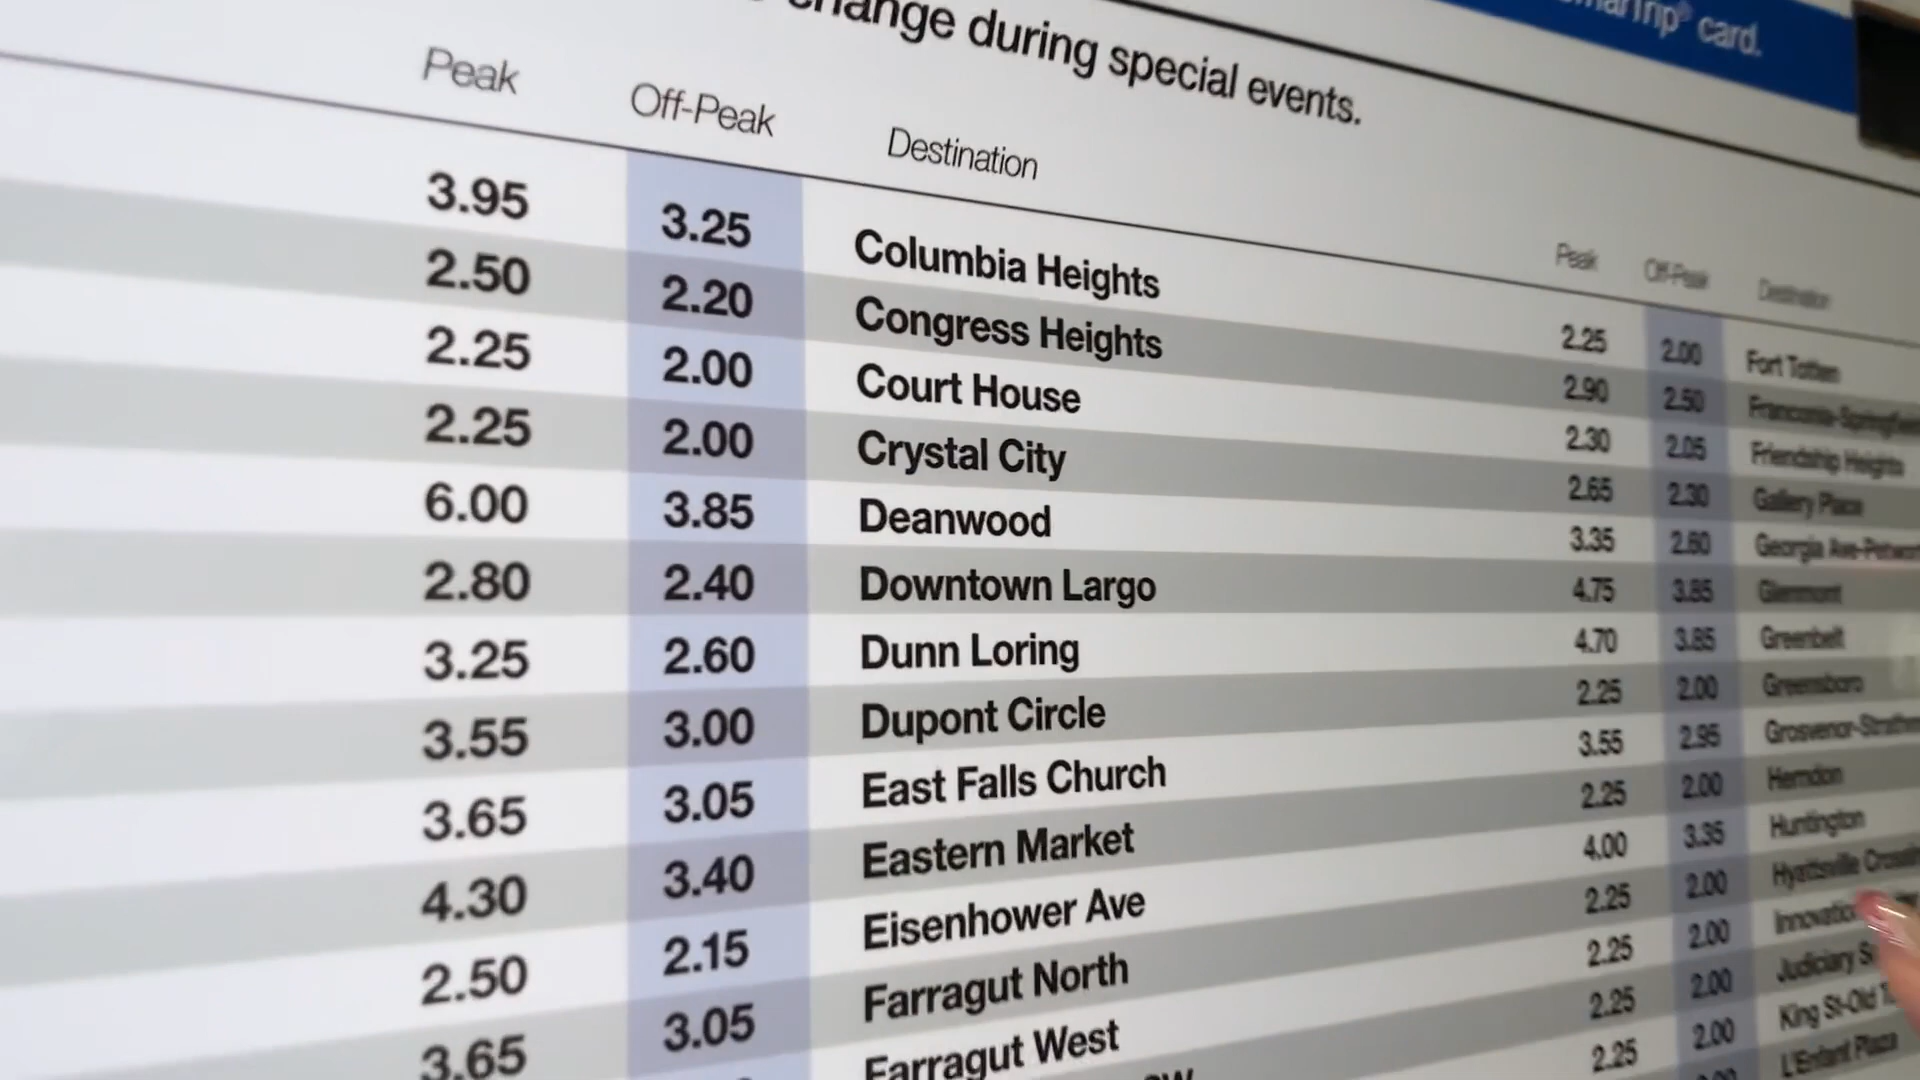 card.
change during special events.
Peak Off-Peak Destination Peak Off-Peak Destination
3.95 3.25 Columbia Heights 2.25 2.00 Fort Totten
2.50 2.20 Congress Heights 2.90 2.50
2.25 2.00 Court House 2.30 2.05 Friendship Heights
2.25 2.00 Crystal City 2.65 2.30 Gallery Place
6.00 3.85 Deanwood 3.35 Georgia
2.80 2.40 Downtown Largo 4.75 3.85 Glenmont
3.25 2.60 Dunn Loring 4.70 3.85 Greenbelt
3.55 3.00 Dupont Circle 2.25 2.00 Greensboro
3.65 3.05 East Falls Church 3.55 2.95
4.30 3.40 Eastern Market 2.25 2.00 Herndon
2.50 2.15 Eisenhower Ave 4.00 3.35 Huntington
3.65 3.05 Farragut North 2.25 2.00 Hyattsville
Farragut West 2.25 2.00
2.25 2.00 Judiciary
2.25 2.00 King St-Old
L'Enfant Plaza